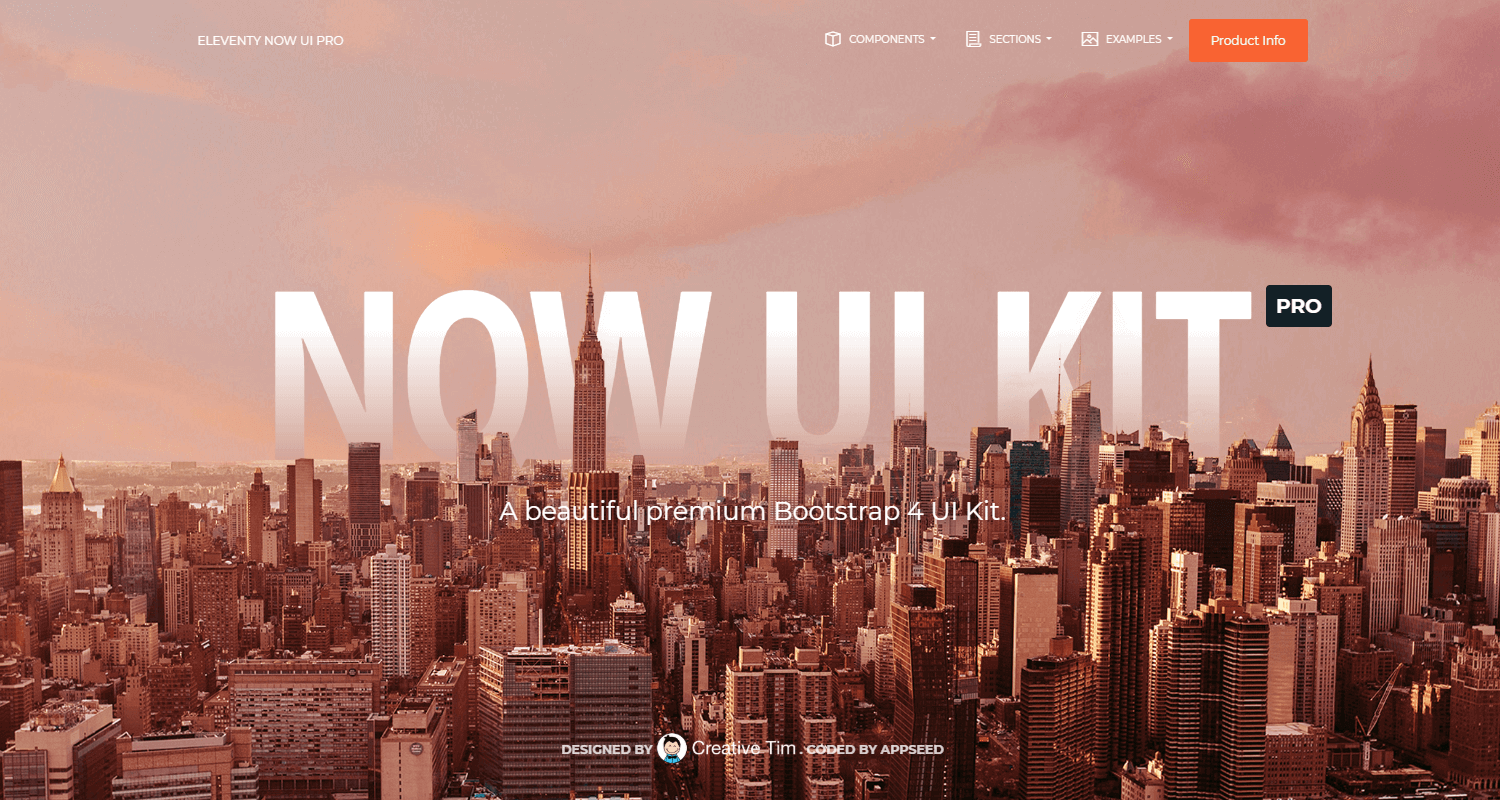 ELEVENTY NOW UI PRO
COMPONENTS
SECTIONS
EXAMPLES
Product Info
NOW UI KIT
PRO
A beautiful premium Bootstrap 4 UI Kit.
DESIGNED BY Creative Tim . CODED BY APPSEED